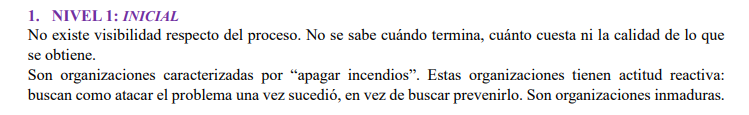 1. NIVEL 1: INICIAL
No existe visibilidad respecto del proceso. No se sabe cuándo termina, cuánto cuesta ni la calidad de lo que
se obtiene.
Son organizaciones caracterizadas por “apagar incendios”. Estas organizaciones tienen actitud reactiva:
buscan como atacar el problema una vez sucedió, en vez de buscar prevenirlo. Son organizaciones inmaduras.